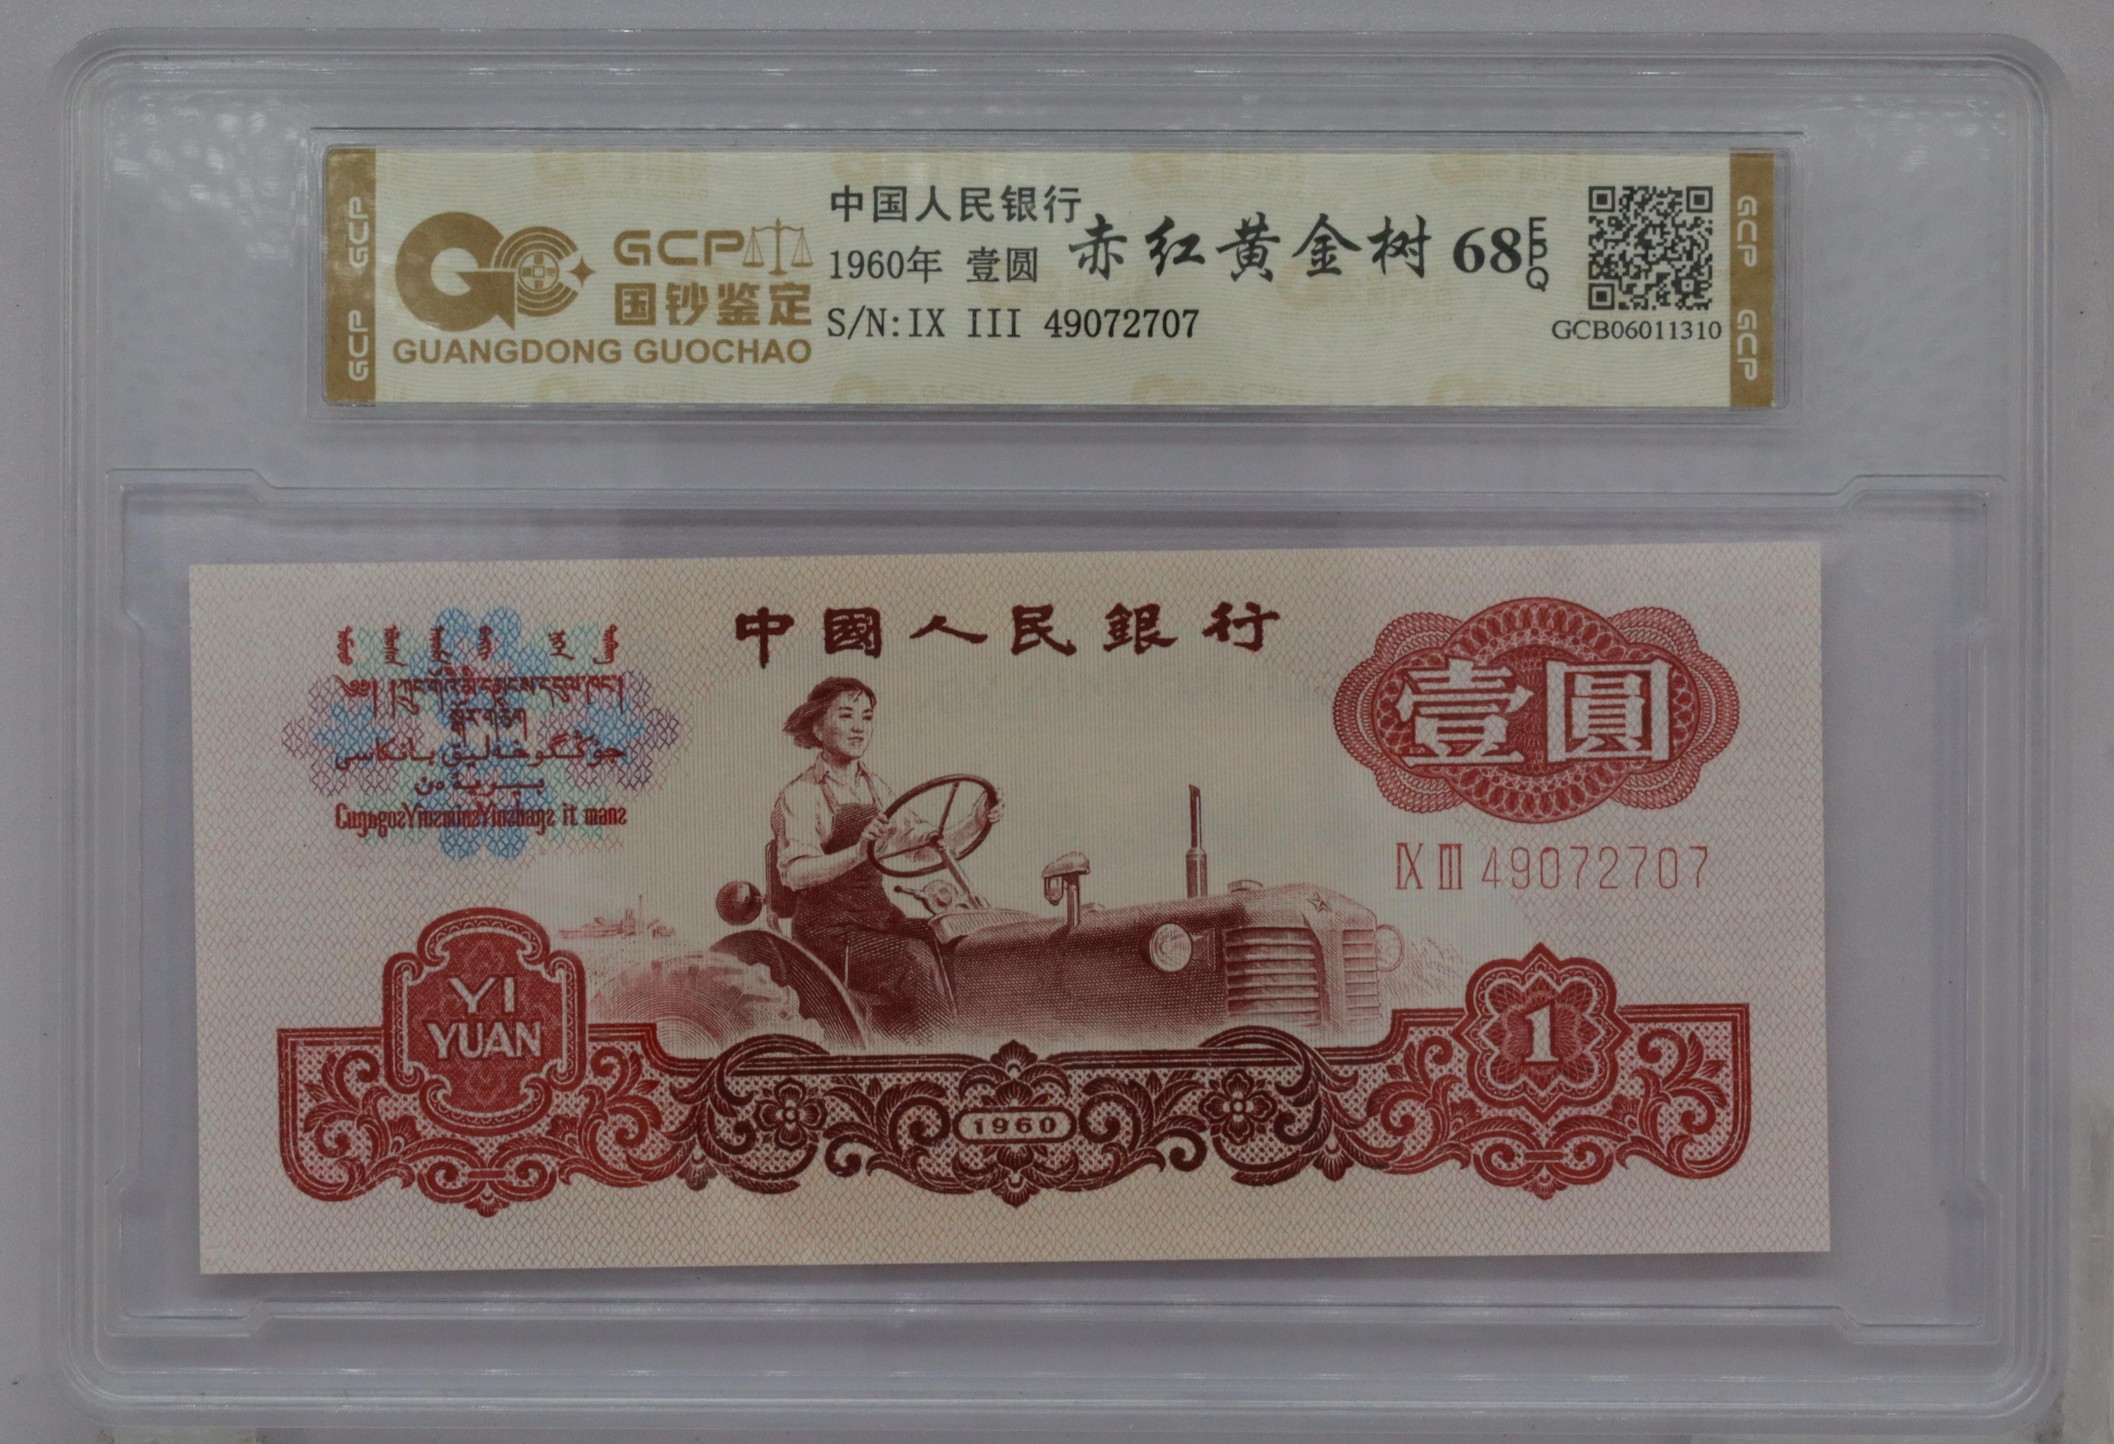 GCP
GCP
GCP
国钞鉴定
GUANGDONG GUOCHAO
中国人民银行
1960年 壹圆
赤红黄金树 68 EPQ
S/N:IX III 49072707
GCB06011310
GCP
GCP
中國人民銀行
壹圓
IX III 49072707
YI
YUAN
1960
1